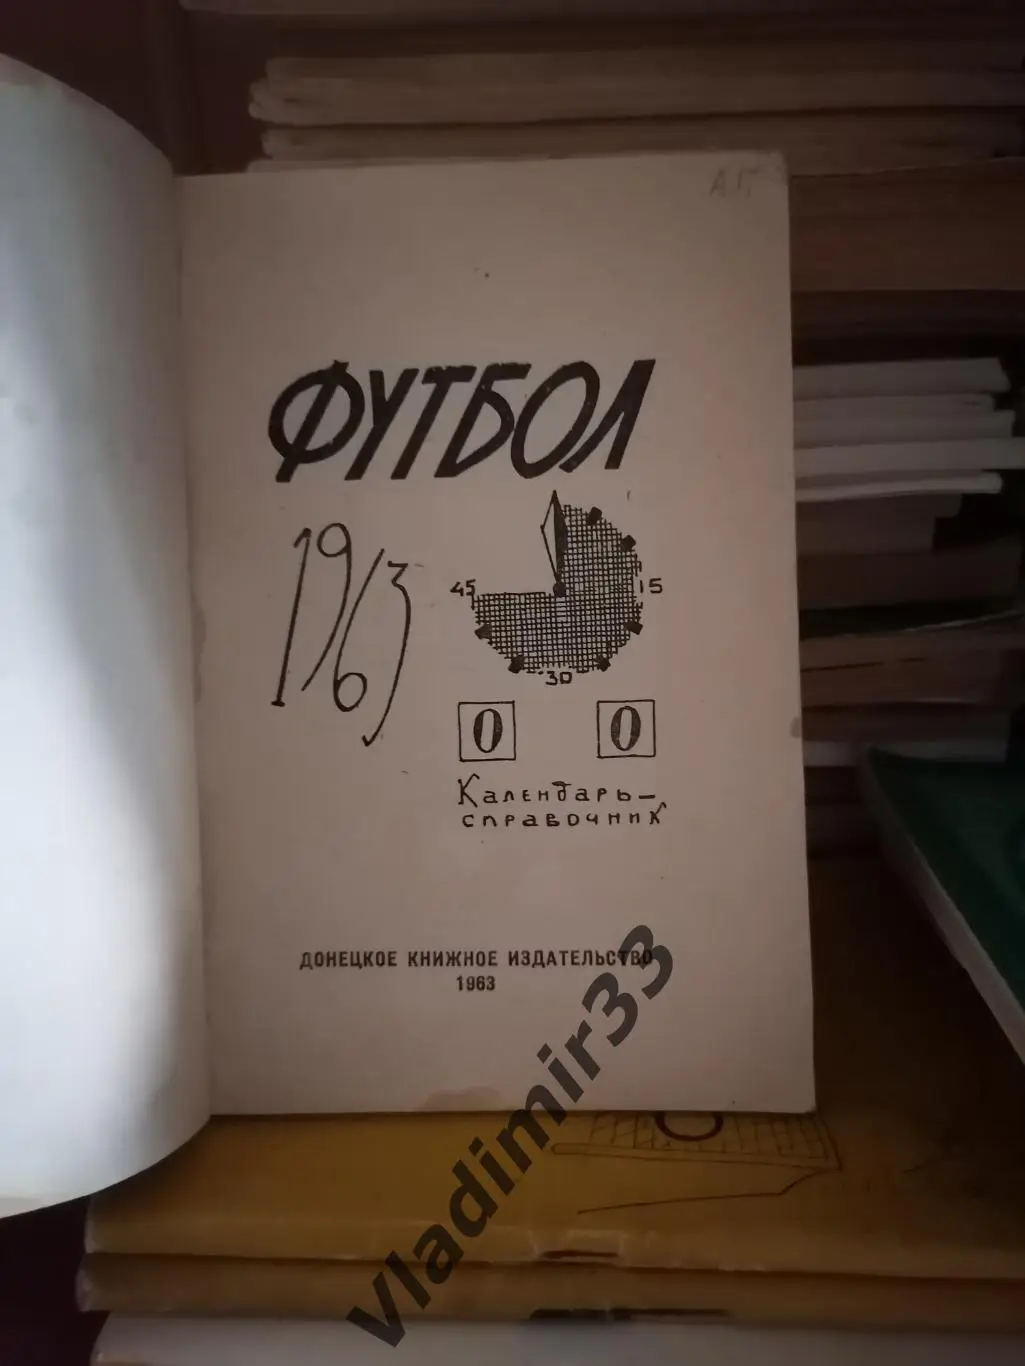 А.П.
ФУТБОЛ
1963
45 15
30
0 0
Календарь-
справочник
ДОНЕЦКОЕ КНИЖНОЕ ИЗДАТЕЛЬСТВО
1963
vladimir33